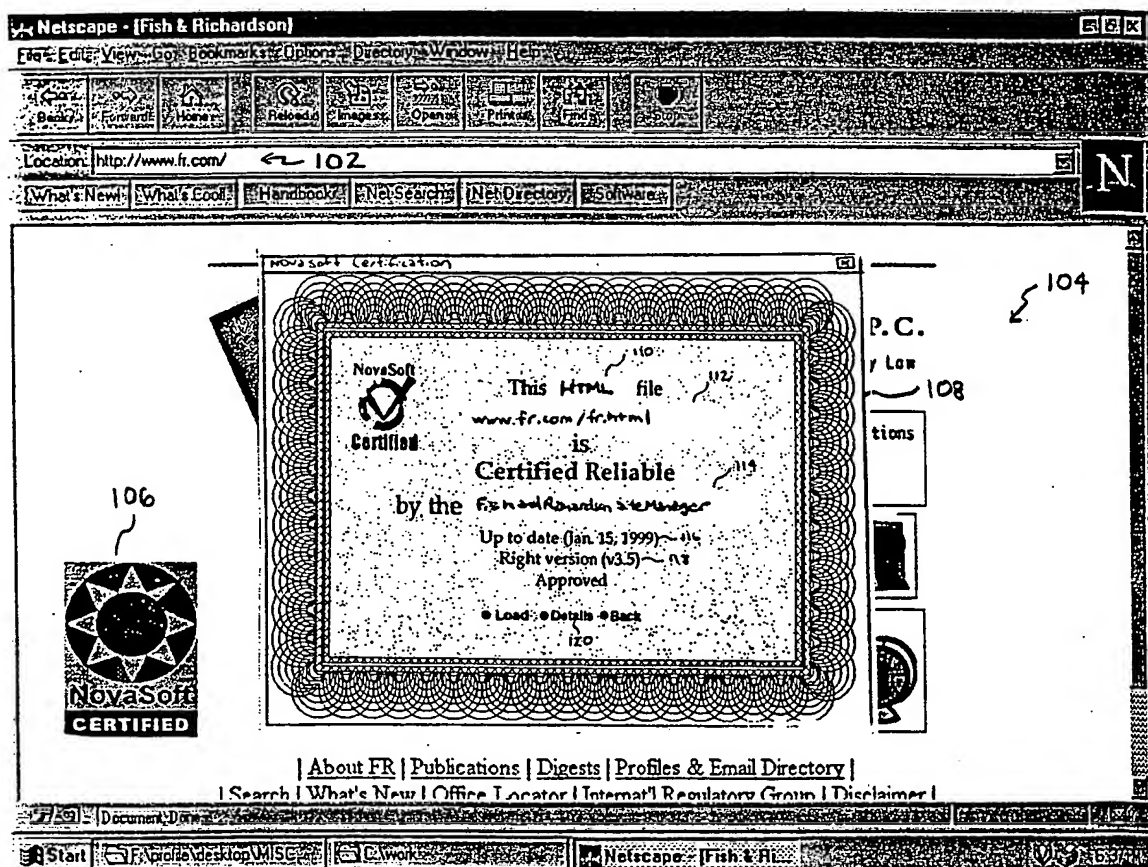 Netscape - [Fish & Richardson]
File Edit View Go Bookmarks Options Directory Window Help
Back Forward Home Reload Images Open Print Find Stop
Location: http://www.fr.com/ 102
N
What's New! What's Cool! Handbook Net Search Net Directory Software
NovaSoft Certification
104
P.C.
y Law
108
tions
NovaSoft
Certified
110
This HTML file
112
www.fr.com/fr.html
is
Certified Reliable
114
by the Fish and Richardson Site Manager
Up to date (Jan. 15, 1999) 116
Right version (v3.5) 118
Approved
Load Details Back
120
106
NovaSoft
CERTIFIED
| About FR | Publications | Digests | Profiles & Email Directory |
| Search | What's New | Office Locator | Internat'l Regulatory Group | Disclaimer |
Document: Done
Start F:\profia\desktop\MISC C:\work Netscape - [Fish & Ri...